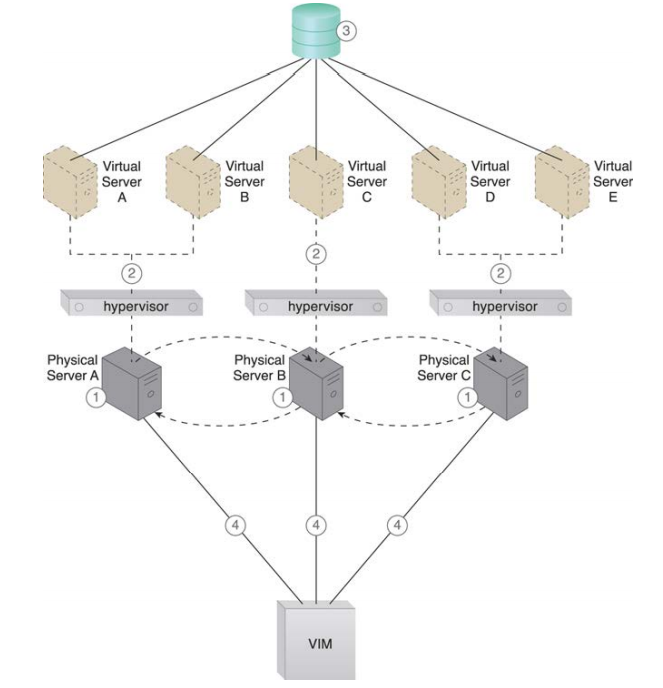 3
Virtual
Server
A
Virtual
Server
B
Virtual
Server
C
Virtual
Server
D
Virtual
Server
E
2
2
2
hypervisor
hypervisor
hypervisor
Physical
Server A
1
Physical
Server B
1
Physical
Server C
1
4
4
4
VIM